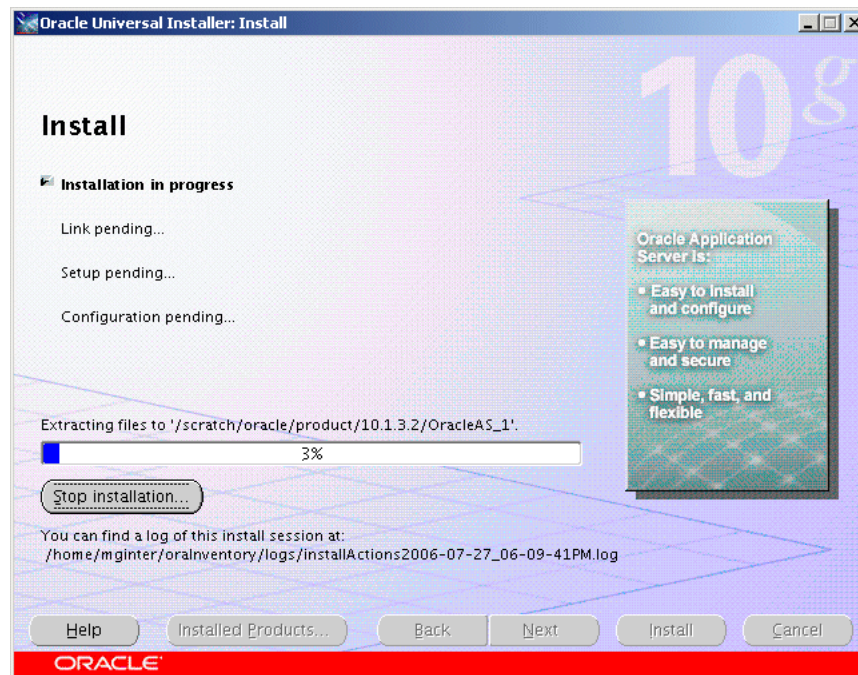 Oracle Universal Installer: Install
10g
Install
Installation in progress
Link pending...
Setup pending...
Configuration pending...
Oracle Application
Server is:
• Easy to install
and configure
• Easy to manage
and secure
• Simple, fast, and
flexible
Extracting files to '/scratch/oracle/product/10.1.3.2/OracleAS_1'.
3%
Stop installation...
You can find a log of this install session at:
/home/mginter/oraInventory/logs/installActions2006-07-27_06-09-41PM.log
Help
Installed Products...
Back
Next
Install
Cancel
ORACLE